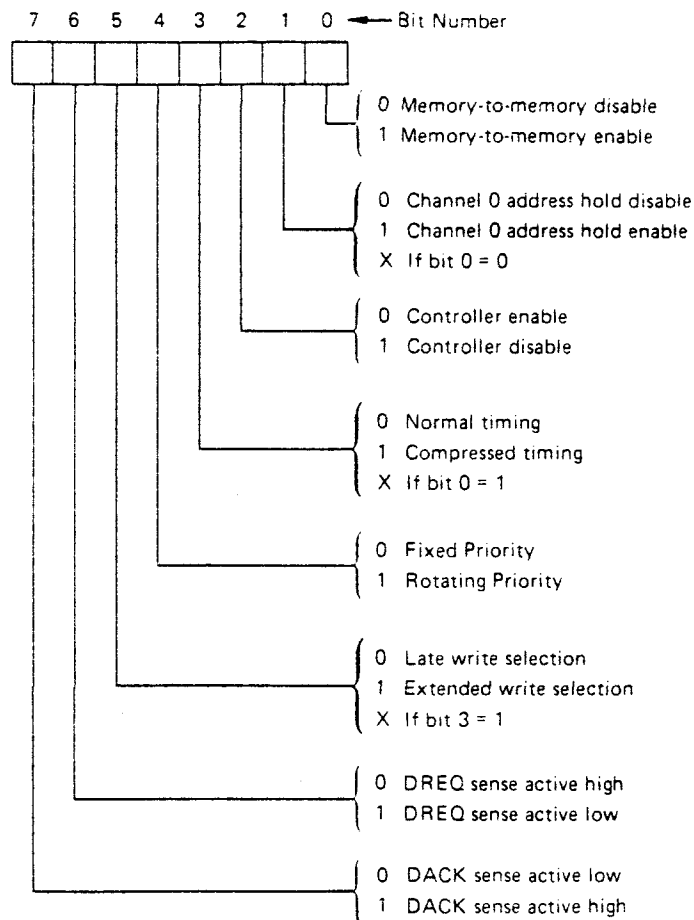 7 6 5 4 3 2 1 0 Bit Number
0 Memory-to-memory disable
1 Memory-to-memory enable
0 Channel 0 address hold disable
1 Channel 0 address hold enable
X If bit 0 = 0
0 Controller enable
1 Controller disable
0 Normal timing
1 Compressed timing
X If bit 0 = 1
0 Fixed Priority
1 Rotating Priority
0 Late write selection
1 Extended write selection
X If bit 3 = 1
0 DREQ sense active high
1 DREQ sense active low
0 DACK sense active low
1 DACK sense active high